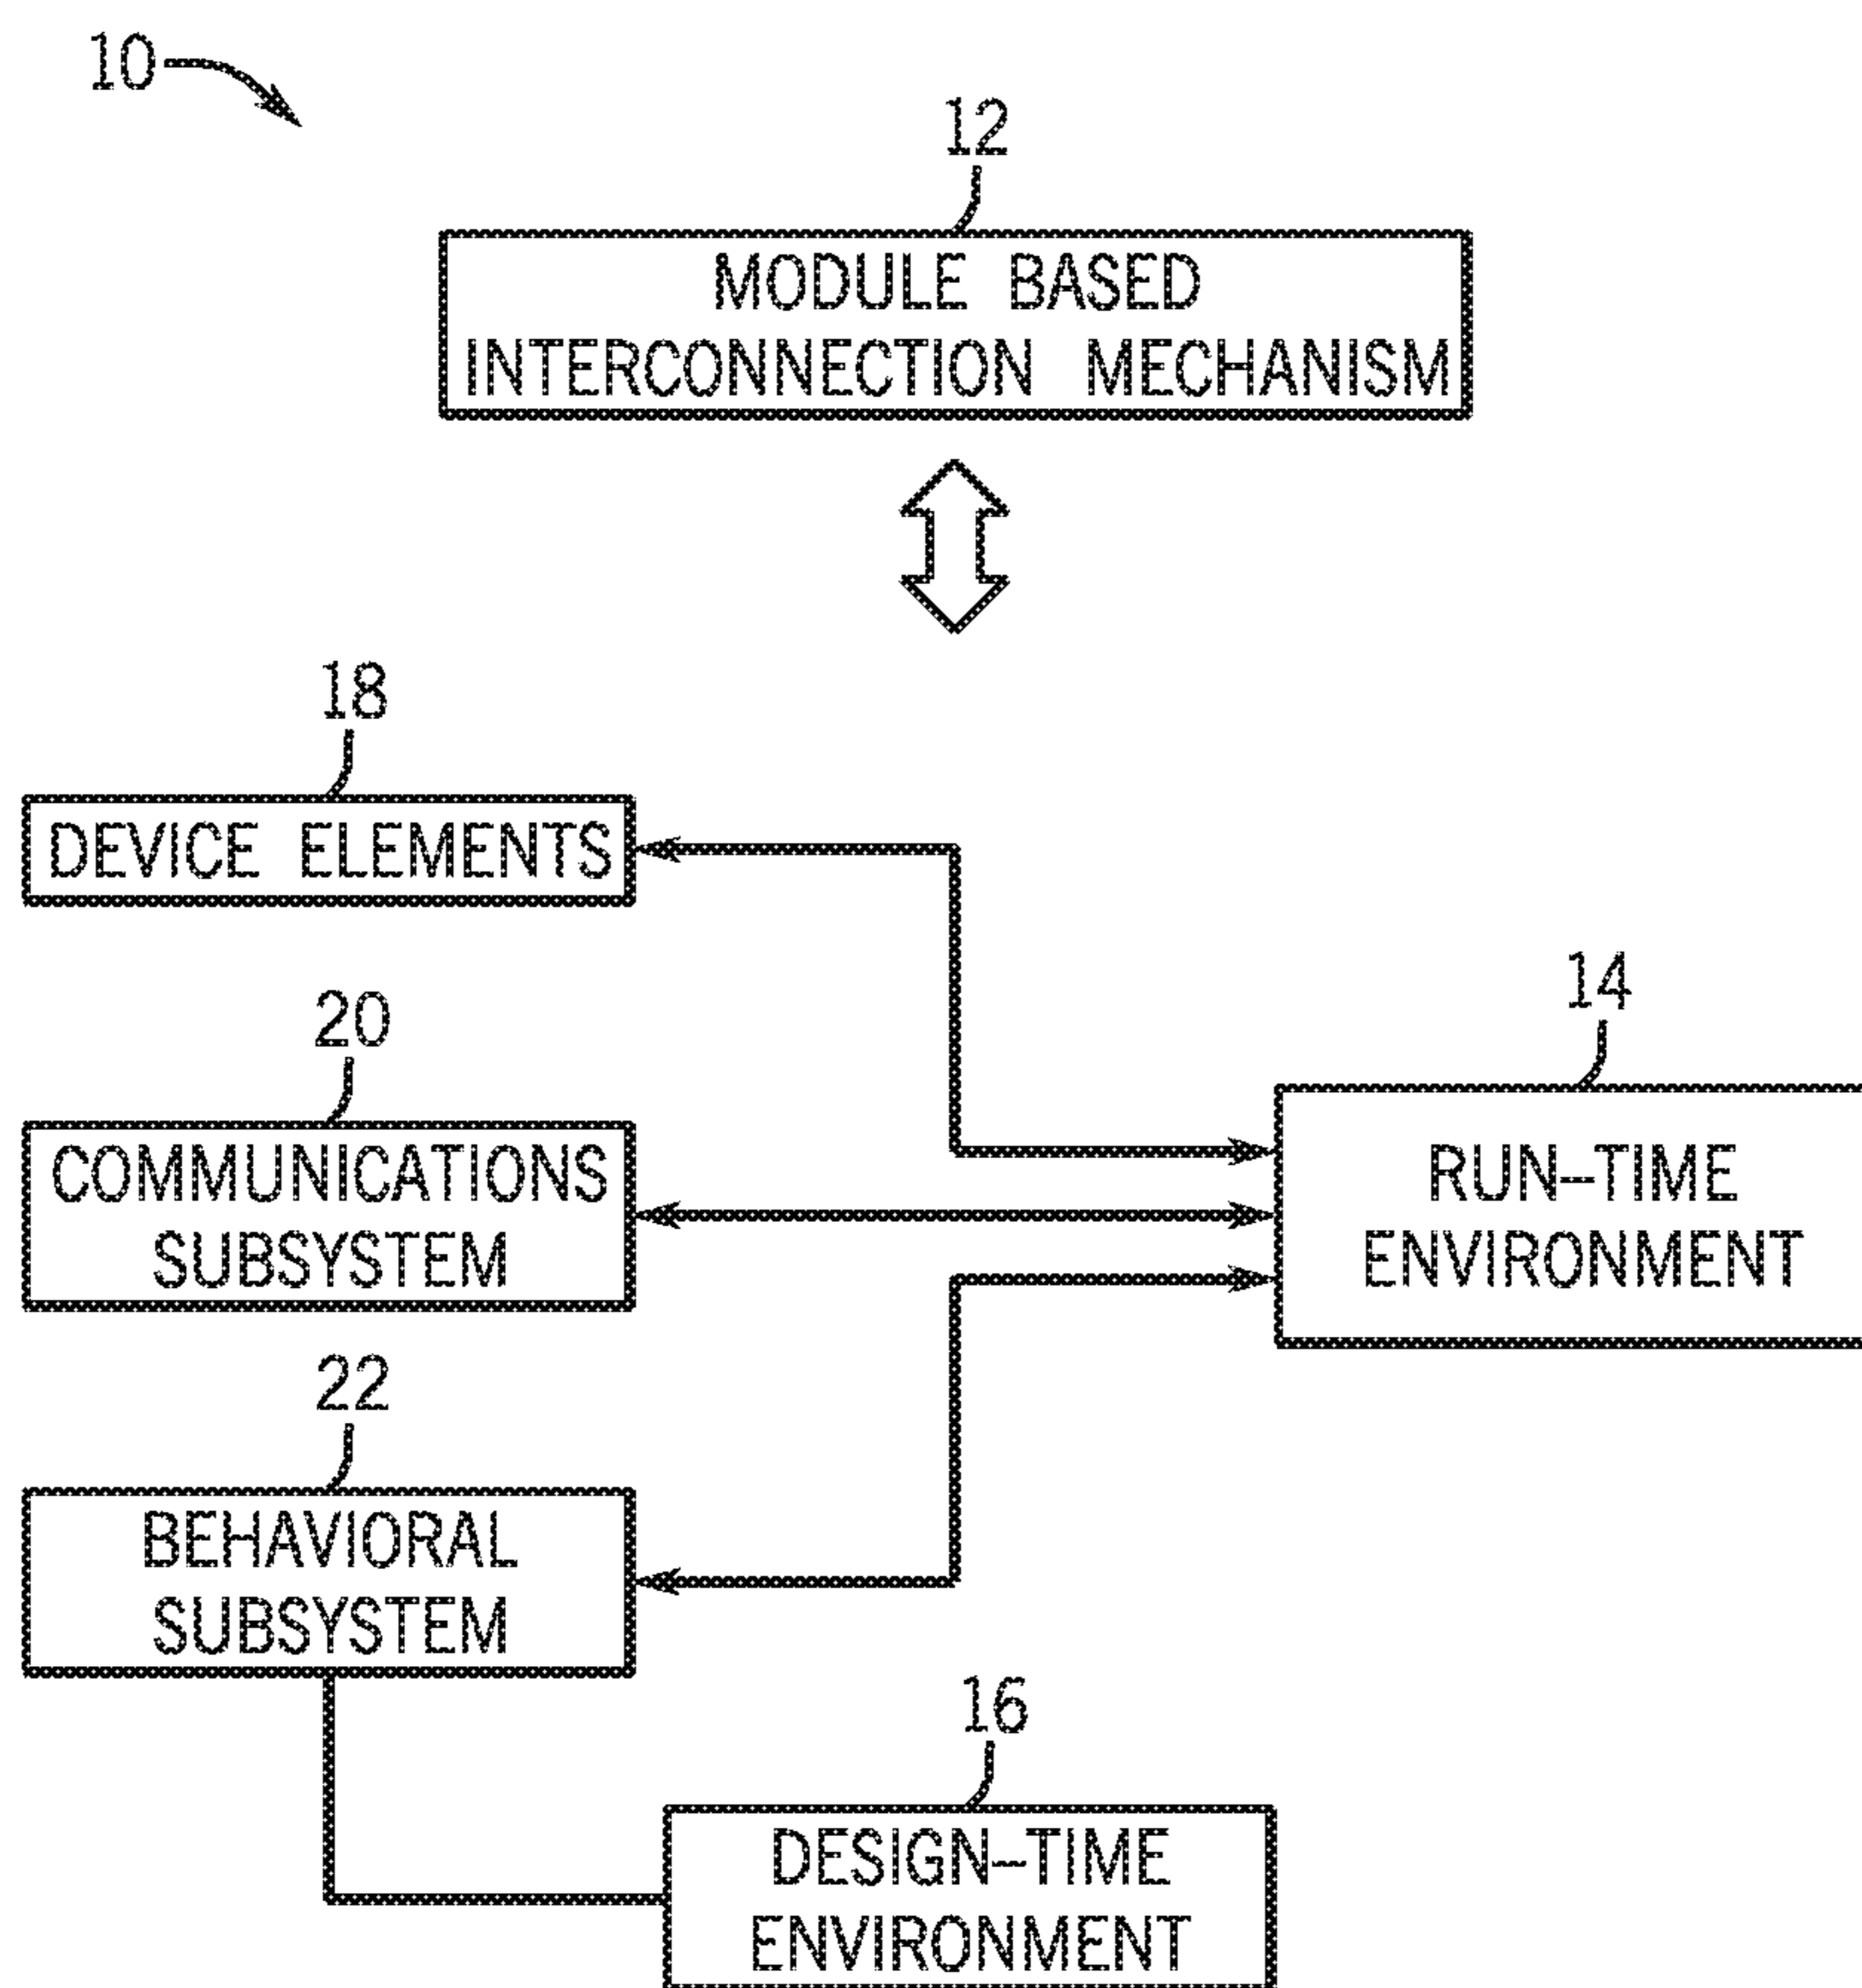 10
12
MODULE BASED
INTERCONNECTION MECHANISM
18
DEVICE ELEMENTS
20
COMMUNICATIONS
SUBSYSTEM
14
RUN-TIME
ENVIRONMENT
22
BEHAVIORAL
SUBSYSTEM
16
DESIGN-TIME
ENVIRONMENT